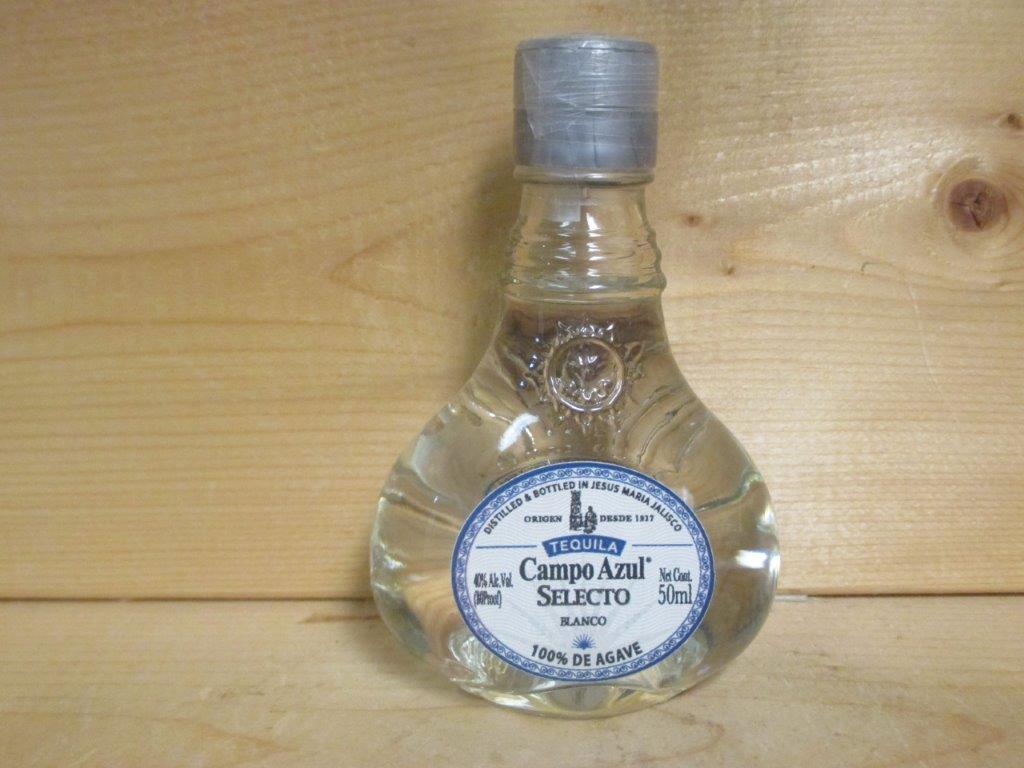 DISTILLED & BOTTLED IN JESUS MARIA JALISCO
ORIGEN DESDE 1937
TEQUILA
Campo Azul®
SELECTO
BLANCO
40% Alc. Vol.
(80Proof)
Net Cont.
50ml
100% DE AGAVE